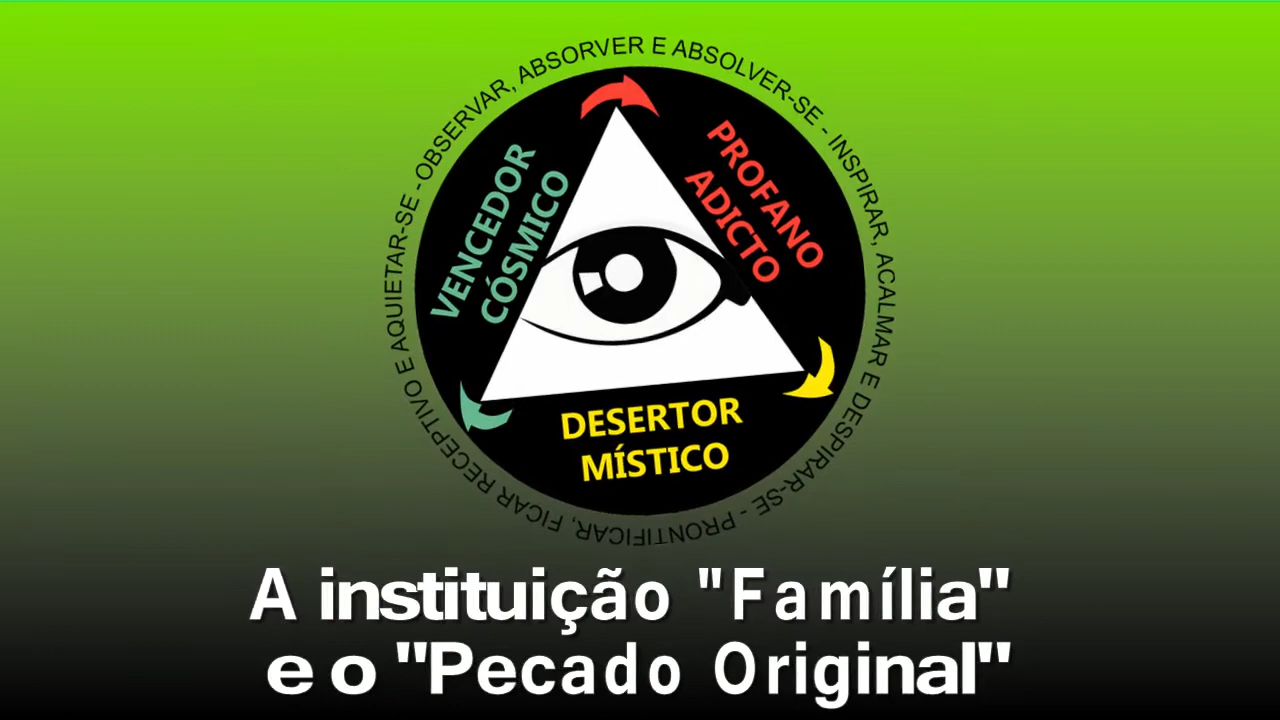 OBSERVAR, ABSORVER E ABSOLVER-SE - INSPIRAR, ACALMAR E DESPIRAR-SE - PRONTIFICAR, FICAR RECEPTIVO E AQUIETAR-SE -
VENCEDOR
CÓSMICO
PROFANO
ADICTO
DESERTOR
MÍSTICO
A instituição "Família"
e o "Pecado Original"